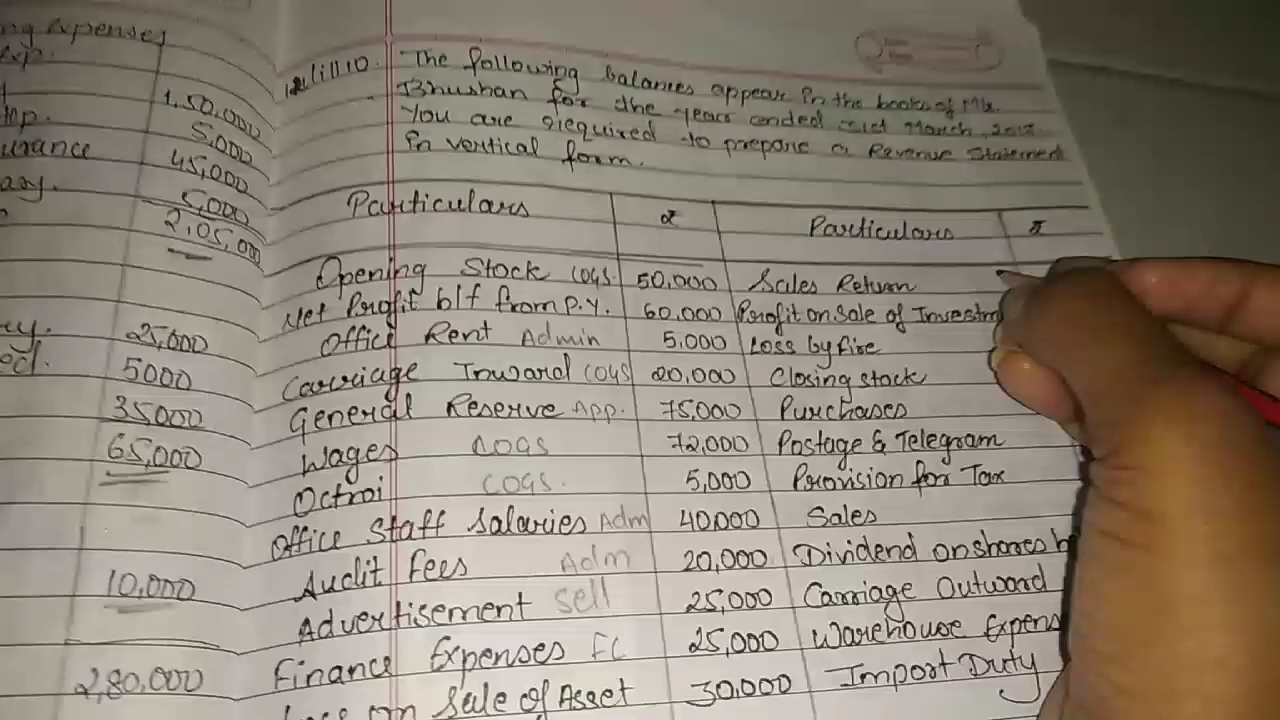 ng expenses
exp.
1,50,000
5,000
urance 45,000
5,000
2,05,000
25,000
5000
35000
65,000
10,000
2,80,000
The following balances appear in the books of Mr.
Bhushan for the years ended 31st March,
You are required to prepare a Revenue Statement
in vertical form.
Particulars ₹ Particulars ₹
Opening Stock COGS 50,000 Sales Return
Net Profit b/f from P.Y. 60,000 Profit on Sale of Investm
Office Rent Admin 5,000 Loss by fire
Carriage Inward COGS 20,000 Closing stock
General Reserve App. 75,000 Purchases
Wages COGS 72,000 Postage & Telegram
Octroi COGS. 5,000 Provision for Tax
Office Staff Salaries Adm 40,000 Sales
Audit Fees Adm 20,000 Dividend on shares
Advertisement Sell 25,000 Carriage Outward
Finance Expenses FC 25,000 Warehouse Expens
on Sale of Asset 30,000 Import Duty